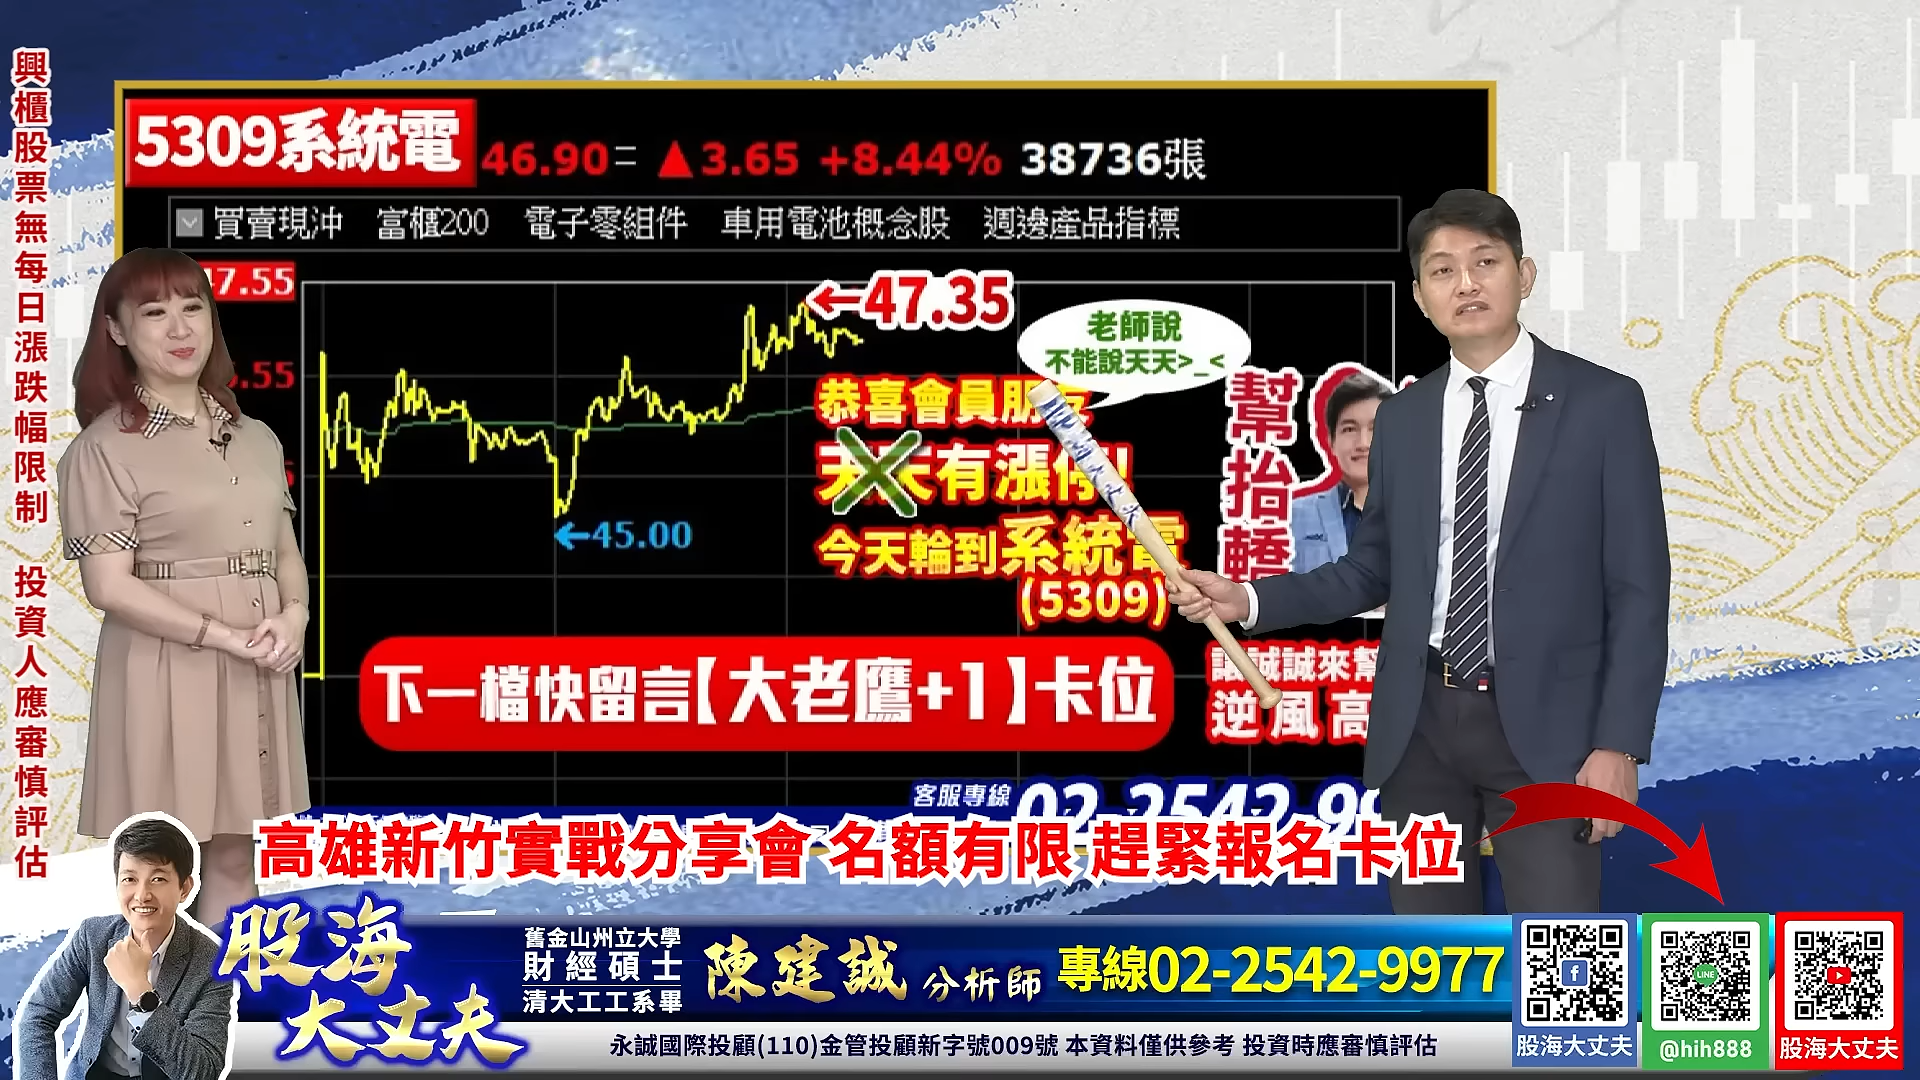 興櫃股票無每日漲跌幅限制 投資人應審慎評估
5309系統電 46.90= ▲3.65 +8.44% 38736張
買賣現沖 富櫃200 電子零組件 車用電池概念股 週邊產品指標
47.55
←47.35
老師說
不能說天天>_<
恭喜會員朋友
天天有漲停!
今天輪到系統電
(5309)
←45.00
幫抬轎
下一檔快留言【大老鷹+1】卡位
讓誠誠來幫
逆風高
客服專線 02-2542-99
高雄新竹實戰分享會 名額有限 趕緊報名卡位
股海大丈夫
舊金山州立大學
財經碩士
清大工工系畢
陳建誠 分析師
專線02-2542-9977
永誠國際投顧(110)金管投顧新字號009號 本資料僅供參考 投資時應審慎評估
股海大丈夫
LINE
@hih888
股海大丈夫